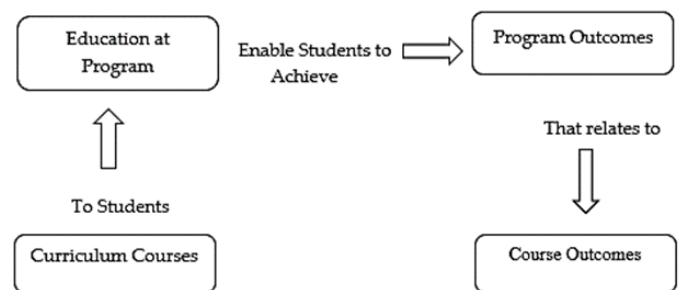 Education at
Program
Enable Students to
Achieve
Program Outcomes
That relates to
To Students
Curriculum Courses
Course Outcomes